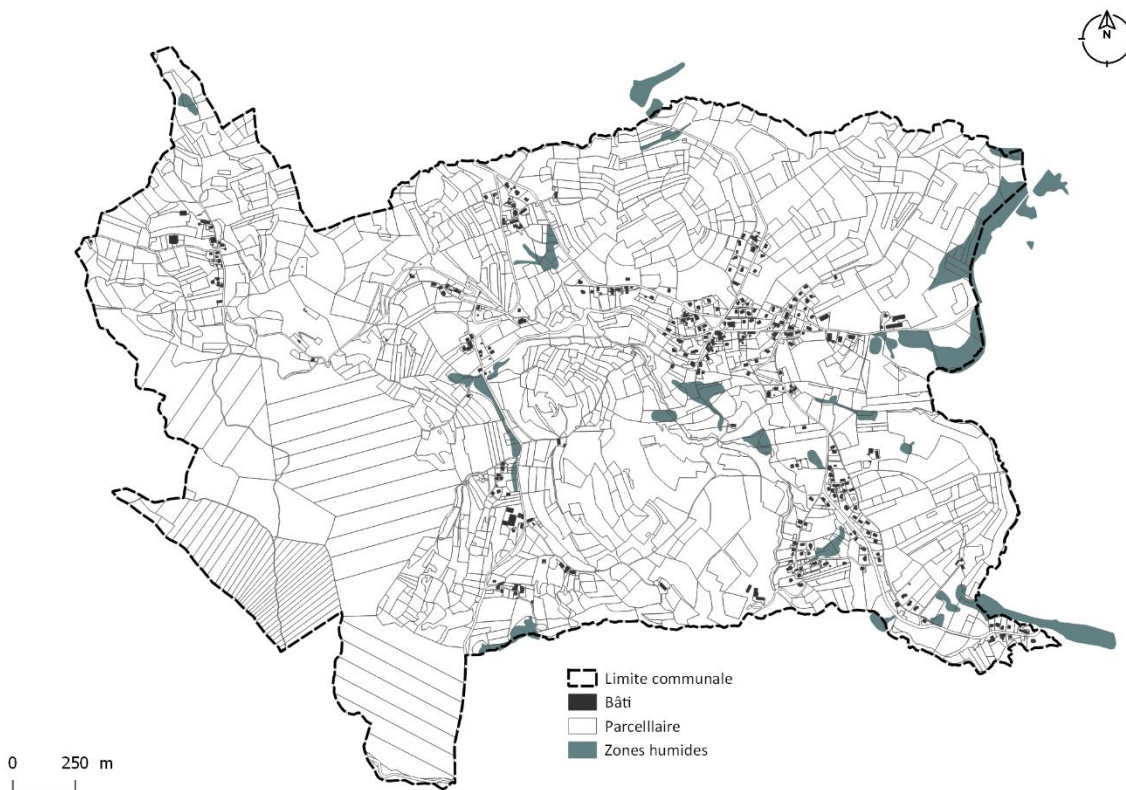 N
Limite communale
Bâti
Parcelllaire
Zones humides
0 250 m